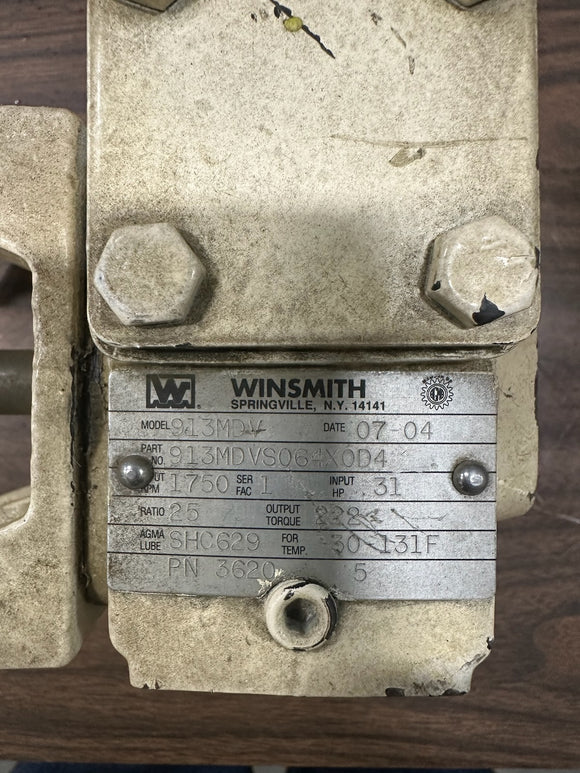 W WINSMITH
SPRINGVILLE, N.Y. 14141
MODEL 913MDV DATE 07-04
PART NO. 913MDVS064X0D4
RPM 1750 SER FAC 1 INPUT HP .31
RATIO 25 OUTPUT TORQUE
AGMA LUBE SHC629 FOR TEMP. -30-131F
PN 3620 5